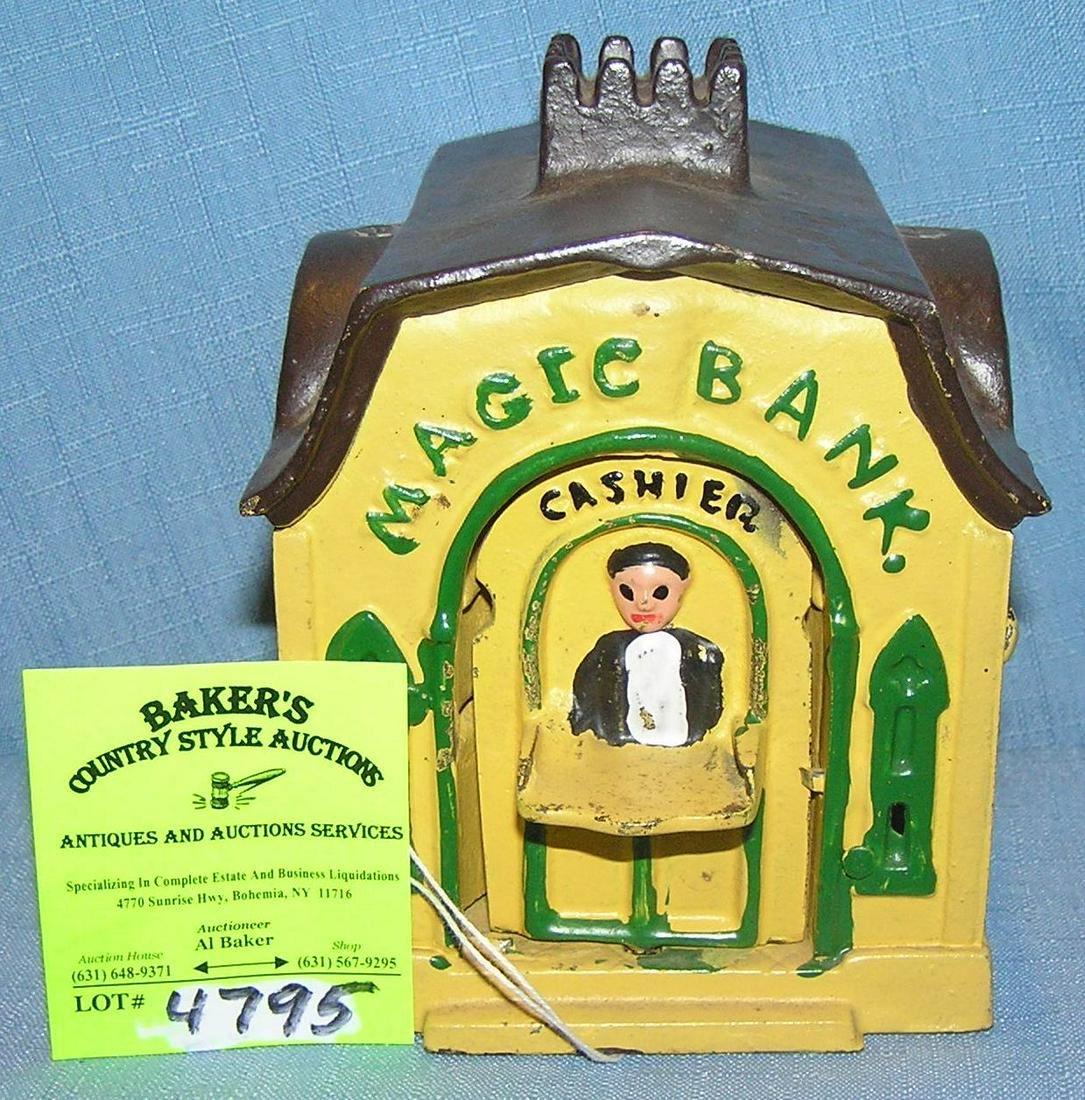 MAGIC BANK.
CASHIER
BAKER'S
COUNTRY STYLE AUCTIONS
ANTIQUES AND AUCTIONS SERVICES
Specializing In Complete Estate And Business Liquidations
4770 Sunrise Hwy, Bohemia, NY 11716
Auctioneer
Al Baker
Auction House
Shop
(631) 648-9371
(631) 567-9295
LOT# 4795